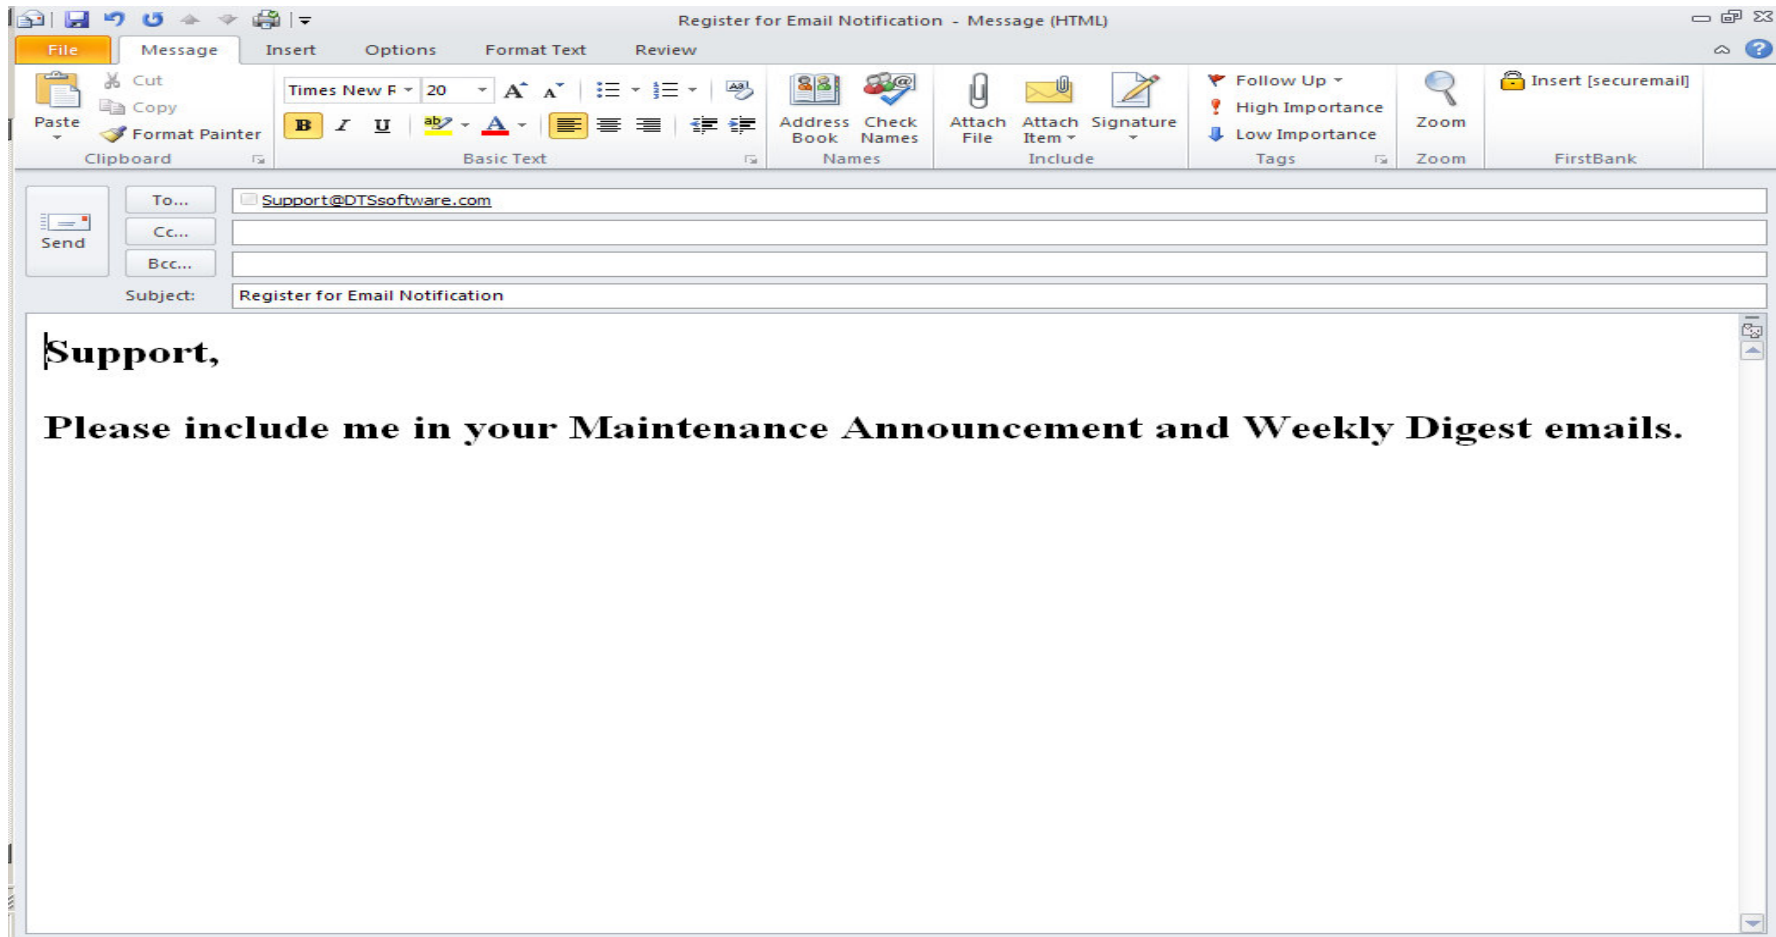 Register for Email Notification - Message (HTML)
File Message Insert Options Format Text Review
Paste
Cut
Copy
Format Painter
Clipboard
Times New R 20
B I U
Basic Text
Address Book
Check Names
Names
Attach File
Attach Item
Signature
Include
Follow Up
High Importance
Low Importance
Tags
Zoom
Zoom
Insert [securemail]
FirstBank
Send
To... Support@DTSsoftware.com
Cc...
Bcc...
Subject: Register for Email Notification
Support,
Please include me in your Maintenance Announcement and Weekly Digest emails.